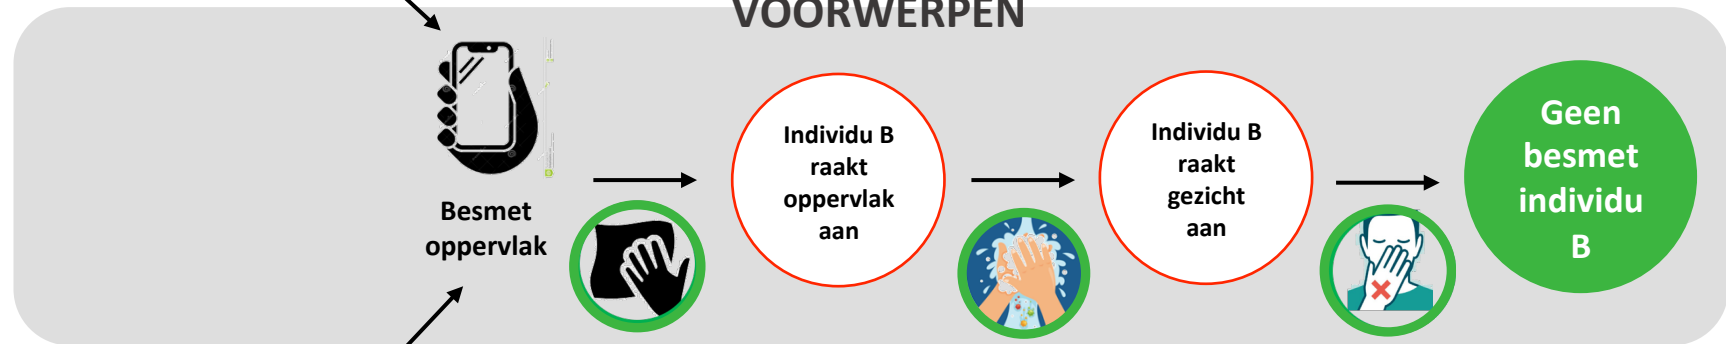 VOORWERPEN
Besmet
oppervlak
Individu B
raakt
oppervlak
aan
Individu B
raakt
gezicht
aan
Geen
besmet
individu
B